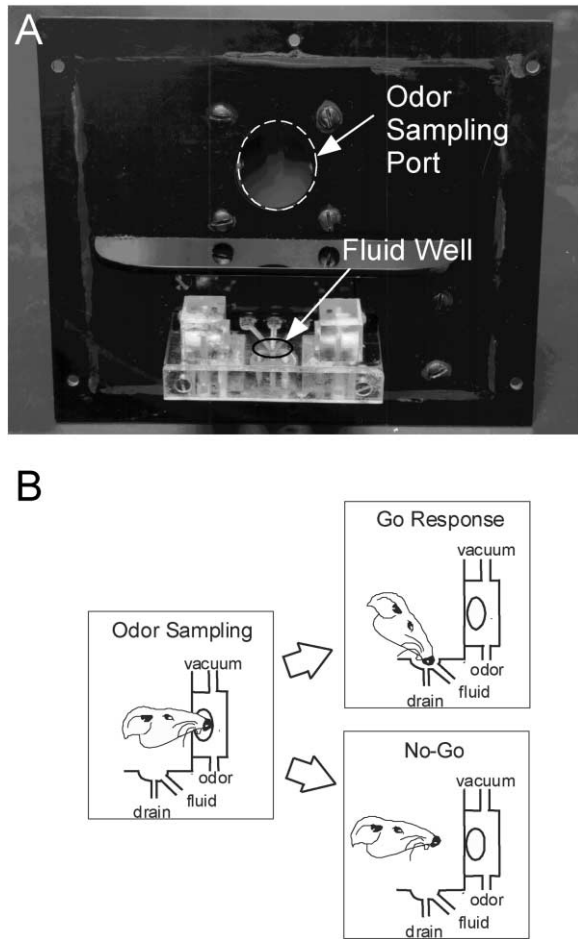 A
Odor
Sampling
Port
Fluid Well
B
Odor Sampling
vacuum
odor
fluid
drain
Go Response
vacuum
odor
fluid
drain
No-Go
vacuum
odor
fluid
drain